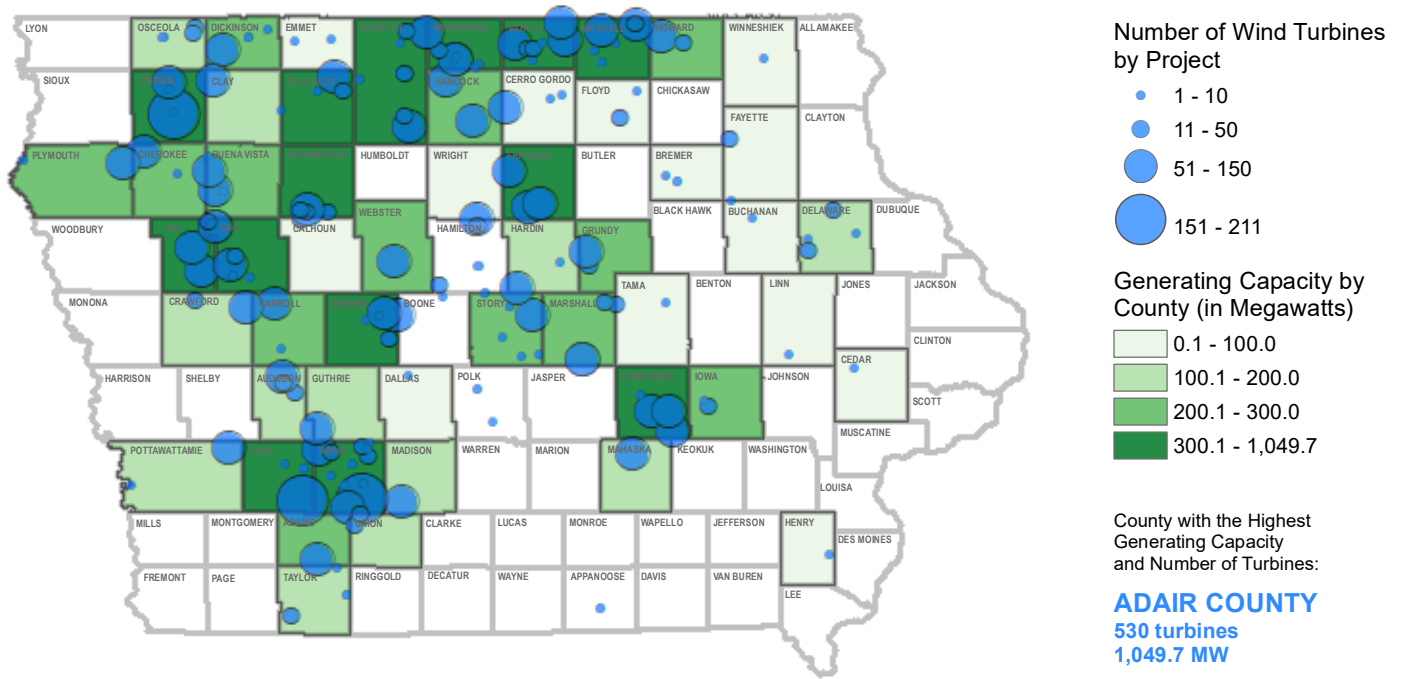 LYON
OSCEOLA
DICKINSON
EMMET
WINNESHIEK
ALLAMAKEE
SIOUX
CLAY
HANCOCK
CERRO GORDO
FLOYD
CHICKASAW
FAYETTE
CLAYTON
PLYMOUTH
CHEROKEE
BUENA VISTA
HUMBOLDT
WRIGHT
BUTLER
BREMER
WOODBURY
CALHOUN
WEBSTER
HAMILTON
HARDIN
GRUNDY
BLACK HAWK
BUCHANAN
DELAWARE
DUBUQUE
MONONA
CRAWFORD
CARROLL
BOONE
STORY
MARSHALL
TAMA
BENTON
LINN
JONES
JACKSON
CLINTON
CEDAR
HARRISON
SHELBY
AUDUBON
GUTHRIE
DALLAS
POLK
JASPER
IOWA
JOHNSON
SCOTT
MUSCATINE
POTTAWATTAMIE
MADISON
WARREN
MARION
MAHASKA
KEOKUK
WASHINGTON
LOUISA
MILLS
MONTGOMERY
ADAMS
UNION
CLARKE
LUCAS
MONROE
WAPELLO
JEFFERSON
HENRY
DES MOINES
FREMONT
PAGE
TAYLOR
RINGGOLD
DECATUR
WAYNE
APPANOOSE
DAVIS
VAN BUREN
LEE
Number of Wind Turbines
by Project
1 - 10
11 - 50
51 - 150
151 - 211
Generating Capacity by
County (in Megawatts)
0.1 - 100.0
100.1 - 200.0
200.1 - 300.0
300.1 - 1,049.7
County with the Highest
Generating Capacity
and Number of Turbines:
ADAIR COUNTY
530 turbines
1,049.7 MW